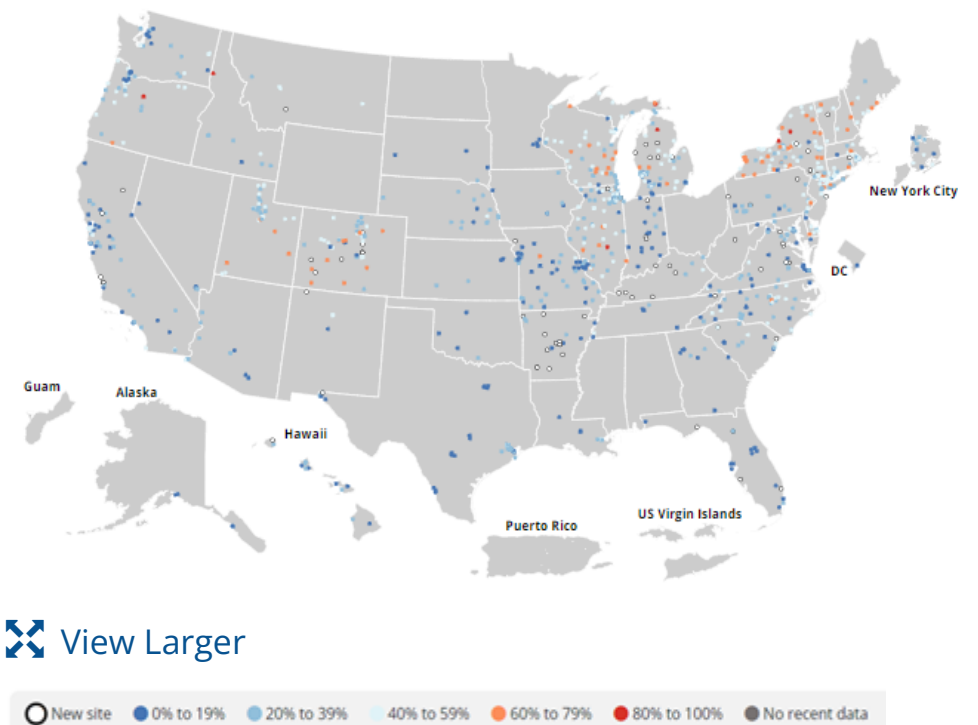 New York City
DC
Guam
Alaska
Hawaii
Puerto Rico
US Virgin Islands
View Larger
New site 0% to 19% 20% to 39% 40% to 59% 60% to 79% 80% to 100% No recent data